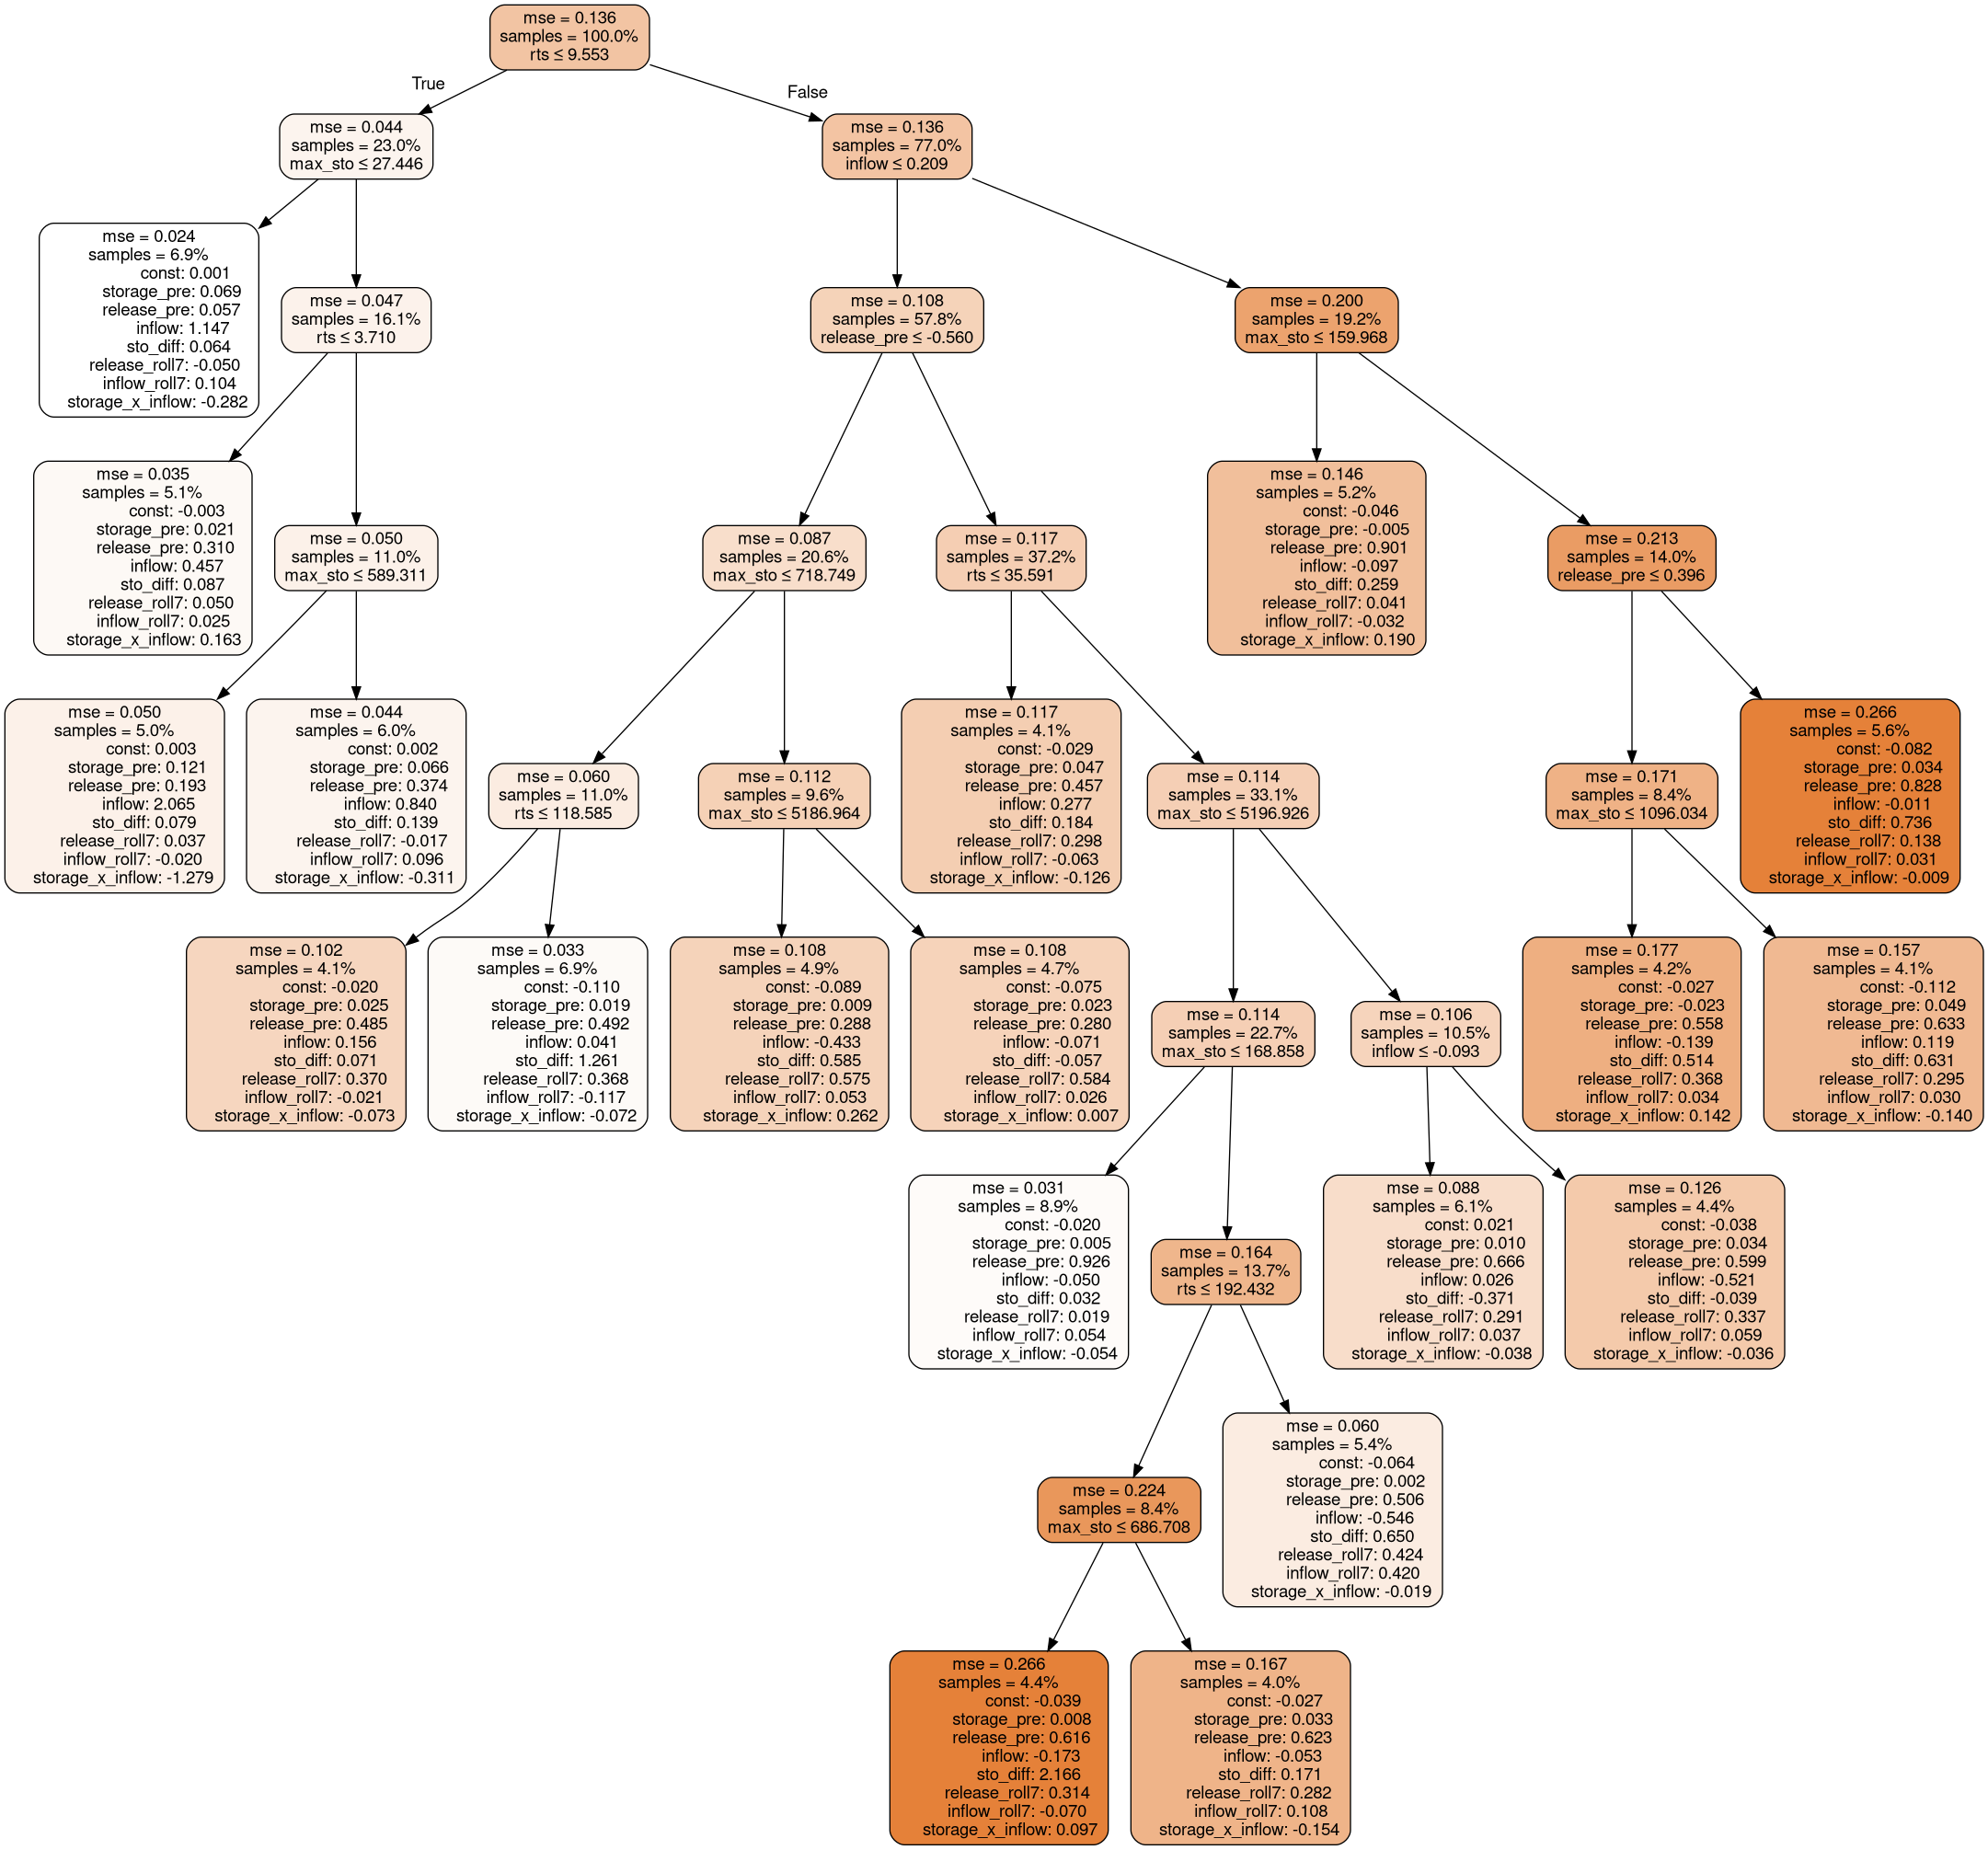 mse = 0.136
samples = 100.0%
rts ≤ 9.553
True
False
mse = 0.044
samples = 23.0%
max_sto ≤ 27.446
mse = 0.136
samples = 77.0%
inflow ≤ 0.209
mse = 0.024
samples = 6.9%
const: 0.001
storage_pre: 0.069
release_pre: 0.057
inflow: 1.147
sto_diff: 0.064
release_roll7: -0.050
inflow_roll7: 0.104
storage_x_inflow: -0.282
mse = 0.047
samples = 16.1%
rts ≤ 3.710
mse = 0.108
samples = 57.8%
release_pre ≤ -0.560
mse = 0.200
samples = 19.2%
max_sto ≤ 159.968
mse = 0.035
samples = 5.1%
const: -0.003
storage_pre: 0.021
release_pre: 0.310
inflow: 0.457
sto_diff: 0.087
release_roll7: 0.050
inflow_roll7: 0.025
storage_x_inflow: 0.163
mse = 0.050
samples = 11.0%
max_sto ≤ 589.311
mse = 0.087
samples = 20.6%
max_sto ≤ 718.749
mse = 0.117
samples = 37.2%
rts ≤ 35.591
mse = 0.146
samples = 5.2%
const: -0.046
storage_pre: -0.005
release_pre: 0.901
inflow: -0.097
sto_diff: 0.259
release_roll7: 0.041
inflow_roll7: -0.032
storage_x_inflow: 0.190
mse = 0.213
samples = 14.0%
release_pre ≤ 0.396
mse = 0.050
samples = 5.0%
const: 0.003
storage_pre: 0.121
release_pre: 0.193
inflow: 2.065
sto_diff: 0.079
release_roll7: 0.037
inflow_roll7: -0.020
storage_x_inflow: -1.279
mse = 0.044
samples = 6.0%
const: 0.002
storage_pre: 0.066
release_pre: 0.374
inflow: 0.840
sto_diff: 0.139
release_roll7: -0.017
inflow_roll7: 0.096
storage_x_inflow: -0.311
mse = 0.060
samples = 11.0%
rts ≤ 118.585
mse = 0.112
samples = 9.6%
max_sto ≤ 5186.964
mse = 0.117
samples = 4.1%
const: -0.029
storage_pre: 0.047
release_pre: 0.457
inflow: 0.277
sto_diff: 0.184
release_roll7: 0.298
inflow_roll7: -0.063
storage_x_inflow: -0.126
mse = 0.114
samples = 33.1%
max_sto ≤ 5196.926
mse = 0.171
samples = 8.4%
max_sto ≤ 1096.034
mse = 0.266
samples = 5.6%
const: -0.082
storage_pre: 0.034
release_pre: 0.828
inflow: -0.011
sto_diff: 0.736
release_roll7: 0.138
inflow_roll7: 0.031
storage_x_inflow: -0.009
mse = 0.102
samples = 4.1%
const: -0.020
storage_pre: 0.025
release_pre: 0.485
inflow: 0.156
sto_diff: 0.071
release_roll7: 0.370
inflow_roll7: -0.021
storage_x_inflow: -0.073
mse = 0.033
samples = 6.9%
const: -0.110
storage_pre: 0.019
release_pre: 0.492
inflow: 0.041
sto_diff: 1.261
release_roll7: 0.368
inflow_roll7: -0.117
storage_x_inflow: -0.072
mse = 0.108
samples = 4.9%
const: -0.089
storage_pre: 0.009
release_pre: 0.288
inflow: -0.433
sto_diff: 0.585
release_roll7: 0.575
inflow_roll7: 0.053
storage_x_inflow: 0.262
mse = 0.108
samples = 4.7%
const: -0.075
storage_pre: 0.023
release_pre: 0.280
inflow: -0.071
sto_diff: -0.057
release_roll7: 0.584
inflow_roll7: 0.026
storage_x_inflow: 0.007
mse = 0.114
samples = 22.7%
max_sto ≤ 168.858
mse = 0.106
samples = 10.5%
inflow ≤ -0.093
mse = 0.177
samples = 4.2%
const: -0.027
storage_pre: -0.023
release_pre: 0.558
inflow: -0.139
sto_diff: 0.514
release_roll7: 0.368
inflow_roll7: 0.034
storage_x_inflow: 0.142
mse = 0.157
samples = 4.1%
const: -0.112
storage_pre: 0.049
release_pre: 0.633
inflow: 0.119
sto_diff: 0.631
release_roll7: 0.295
inflow_roll7: 0.030
storage_x_inflow: -0.140
mse = 0.031
samples = 8.9%
const: -0.020
storage_pre: 0.005
release_pre: 0.926
inflow: -0.050
sto_diff: 0.032
release_roll7: 0.019
inflow_roll7: 0.054
storage_x_inflow: -0.054
mse = 0.164
samples = 13.7%
rts ≤ 192.432
mse = 0.088
samples = 6.1%
const: 0.021
storage_pre: 0.010
release_pre: 0.666
inflow: 0.026
sto_diff: -0.371
release_roll7: 0.291
inflow_roll7: 0.037
storage_x_inflow: -0.038
mse = 0.126
samples = 4.4%
const: -0.038
storage_pre: 0.034
release_pre: 0.599
inflow: -0.521
sto_diff: -0.039
release_roll7: 0.337
inflow_roll7: 0.059
storage_x_inflow: -0.036
mse = 0.224
samples = 8.4%
max_sto ≤ 686.708
mse = 0.060
samples = 5.4%
const: -0.064
storage_pre: 0.002
release_pre: 0.506
inflow: -0.546
sto_diff: 0.650
release_roll7: 0.424
inflow_roll7: 0.420
storage_x_inflow: -0.019
mse = 0.266
samples = 4.4%
const: -0.039
storage_pre: 0.008
release_pre: 0.616
inflow: -0.173
sto_diff: 2.166
release_roll7: 0.314
inflow_roll7: -0.070
storage_x_inflow: 0.097
mse = 0.167
samples = 4.0%
const: -0.027
storage_pre: 0.033
release_pre: 0.623
inflow: -0.053
sto_diff: 0.171
release_roll7: 0.282
inflow_roll7: 0.108
storage_x_inflow: -0.154